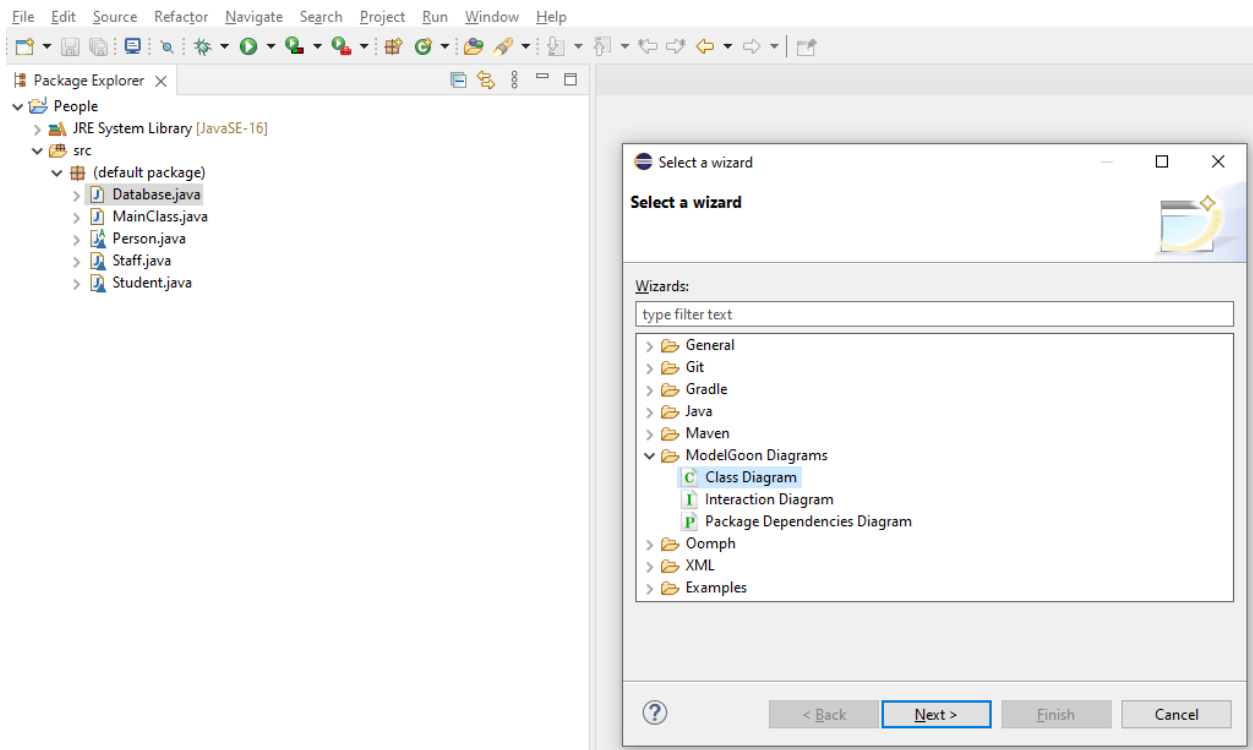 File Edit Source Refactor Navigate Search Project Run Window Help
Package Explorer
People
JRE System Library [JavaSE-16]
src
(default package)
Database.java
MainClass.java
Person.java
Staff.java
Student.java
Select a wizard
Select a wizard
Wizards:
type filter text
General
Git
Gradle
Java
Maven
ModelGoon Diagrams
C Class Diagram
I Interaction Diagram
P Package Dependencies Diagram
Oomph
XML
Examples
? < Back Next > Finish Cancel